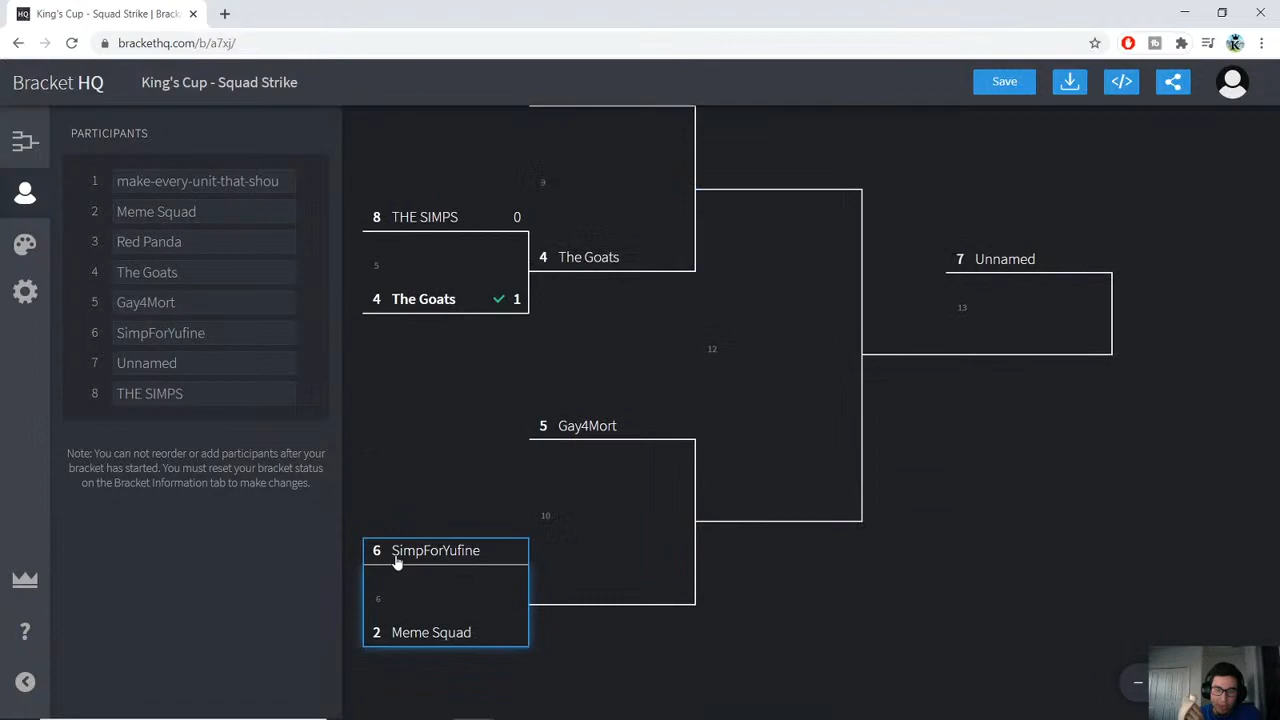 King's Cup - Squad Strike | Brack
brackethq.com/b/a7xj/
Bracket HQ
King's Cup - Squad Strike
Save
PARTICIPANTS
1 make-every-unit-that-shou
2 Meme Squad
3 Red Panda
4 The Goats
5 Gay4Mort
6 SimpForYufine
7 Unnamed
8 THE SIMPS
Note: You can not reorder or add participants after your
bracket has started. You must reset your bracket status
on the Bracket Information tab to make changes.
9
8 THE SIMPS 0
5
4 The Goats
4 The Goats 1
7 Unnamed
13
12
5 Gay4Mort
10
6 SimpForYufine
6
2 Meme Squad